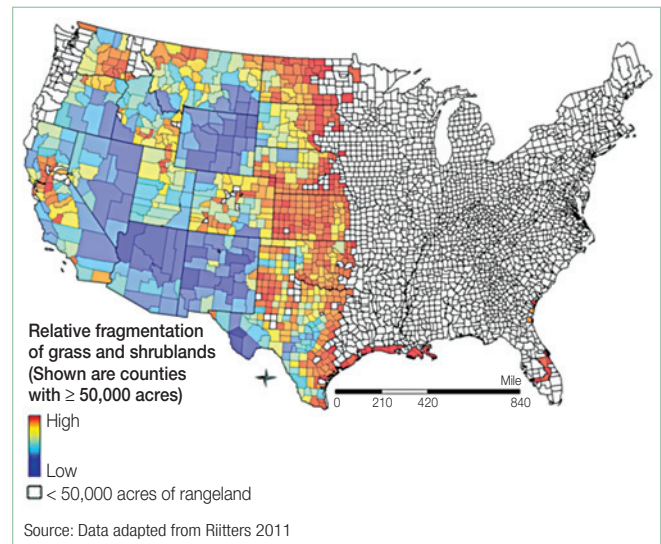 Relative fragmentation
of grass and shrublands
(Shown are counties
with ≥ 50,000 acres)
High
Low
< 50,000 acres of rangeland
Mile
0 210 420 840
Source: Data adapted from Riitters 2011